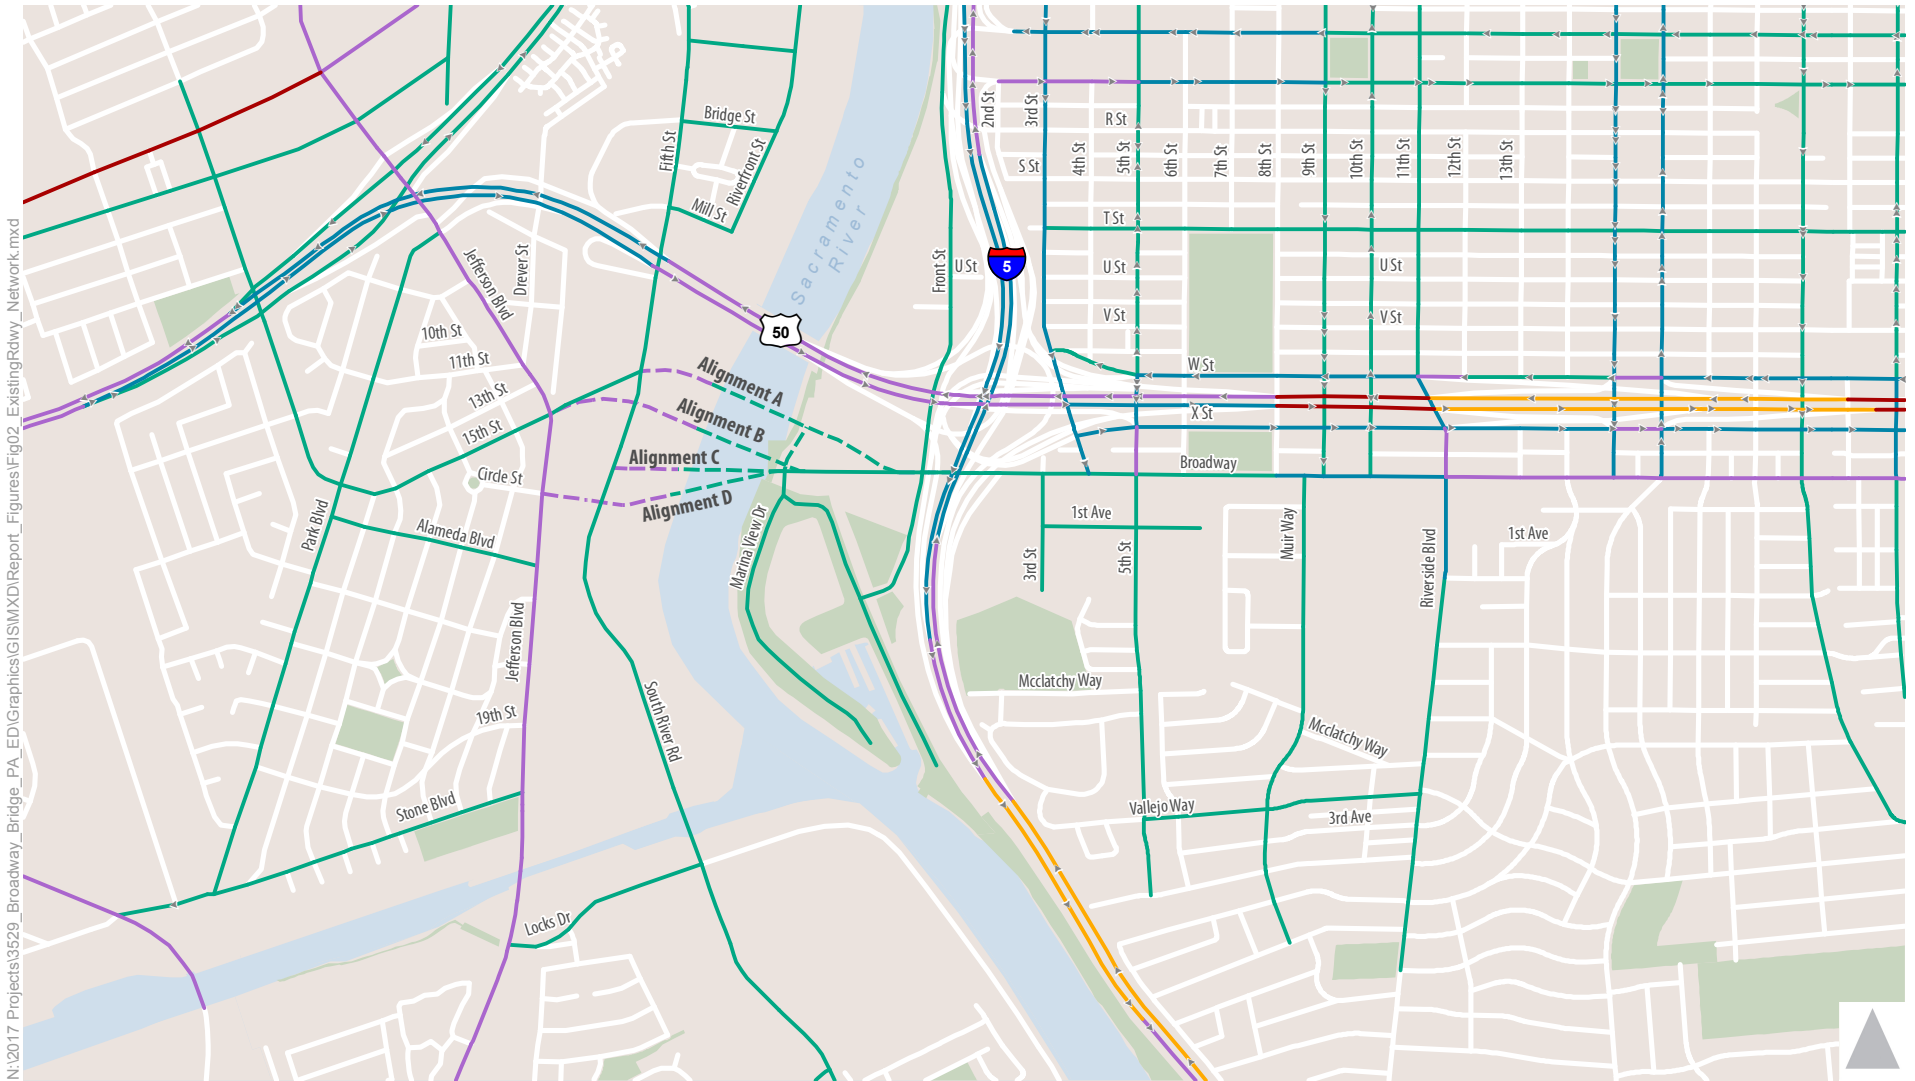 N:\2017 Projects\3529_Broadway_Bridge_PA_ED\Graphics\GIS\MXD\Report_Figures\Fig02_ExistingRdwy_Network.mxd
Bridge St
Fifth St
Riverfront St
Mill St
Sacramento
River
2nd St
3rd St
R St
S St
4th St
5th St
6th St
7th St
8th St
9th St
10th St
11th St
12th St
13th St
T St
Front St
U St
5
U St
U St
V St
V St
Jefferson Blvd
Drever St
50
10th St
11th St
13th St
15th St
Circle St
Alignment A
Alignment B
Alignment C
Alignment D
W St
X St
Broadway
Park Blvd
Alameda Blvd
Marina View Dr
1st Ave
3rd St
5th St
Muir Way
Riverside Blvd
1st Ave
Jefferson Blvd
South River Rd
Mcclatchy Way
Mcclatchy Way
19th St
Stone Blvd
Vallejo Way
3rd Ave
Locks Dr